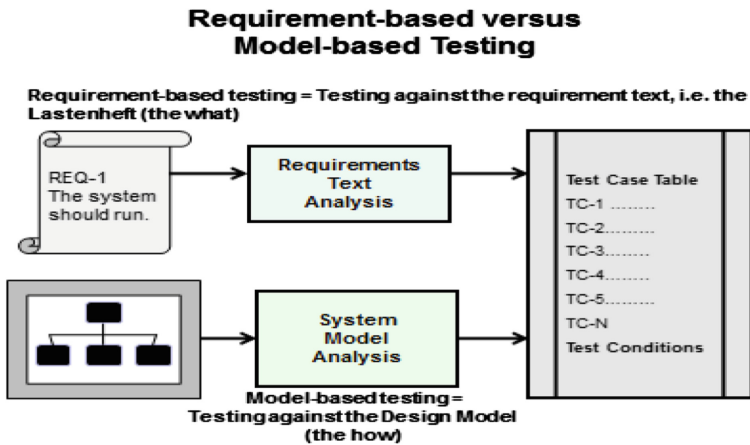 Requirement-based versus
Model-based Testing
Requirement-based testing = Testing against the requirement text, i.e. the
Lastenheft (the what)
REQ-1
The system
should run.
Requirements
Text
Analysis
Test Case Table
TC-1 ........
TC-2.........
TC-3........
TC-4........
TC-5.........
TC-N
Test Conditions
System
Model
Analysis
Model-based testing =
Testing against the Design Model
(the how)